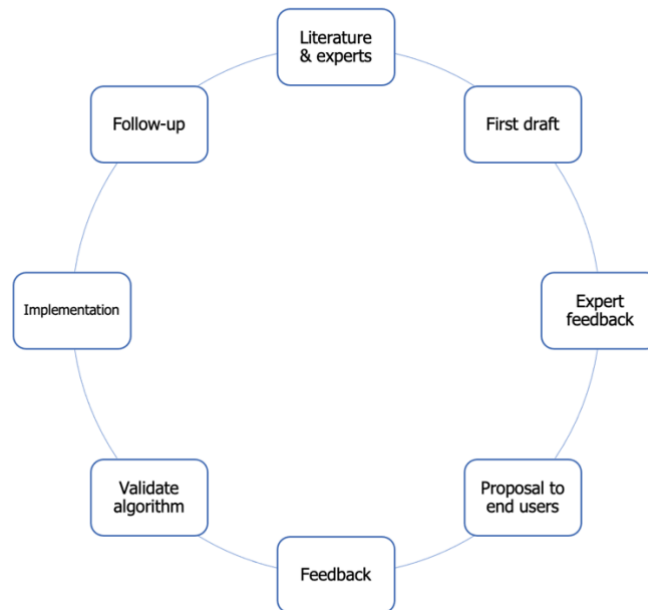 Literature
& experts
First draft
Expert
feedback
Proposal to
end users
Feedback
Validate
algorithm
Implementation
Follow-up